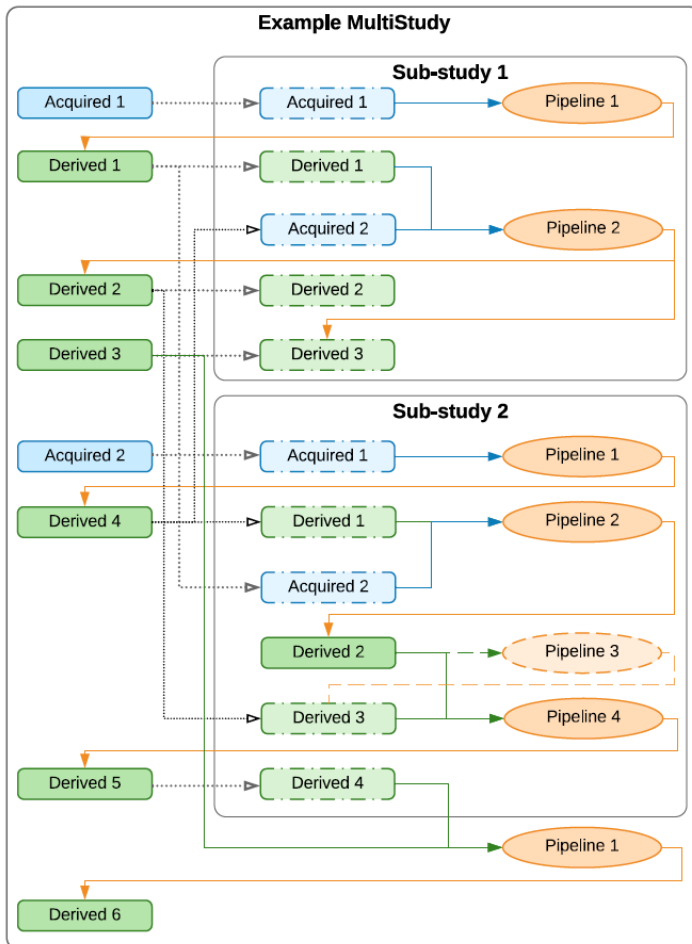 Example MultiStudy
Sub-study 1
Acquired 1
Acquired 1
Pipeline 1
Derived 1
Derived 1
Acquired 2
Pipeline 2
Derived 2
Derived 2
Derived 3
Derived 3
Sub-study 2
Acquired 2
Acquired 1
Pipeline 1
Derived 4
Derived 1
Pipeline 2
Acquired 2
Derived 2
Pipeline 3
Derived 3
Pipeline 4
Derived 5
Derived 4
Pipeline 1
Derived 6